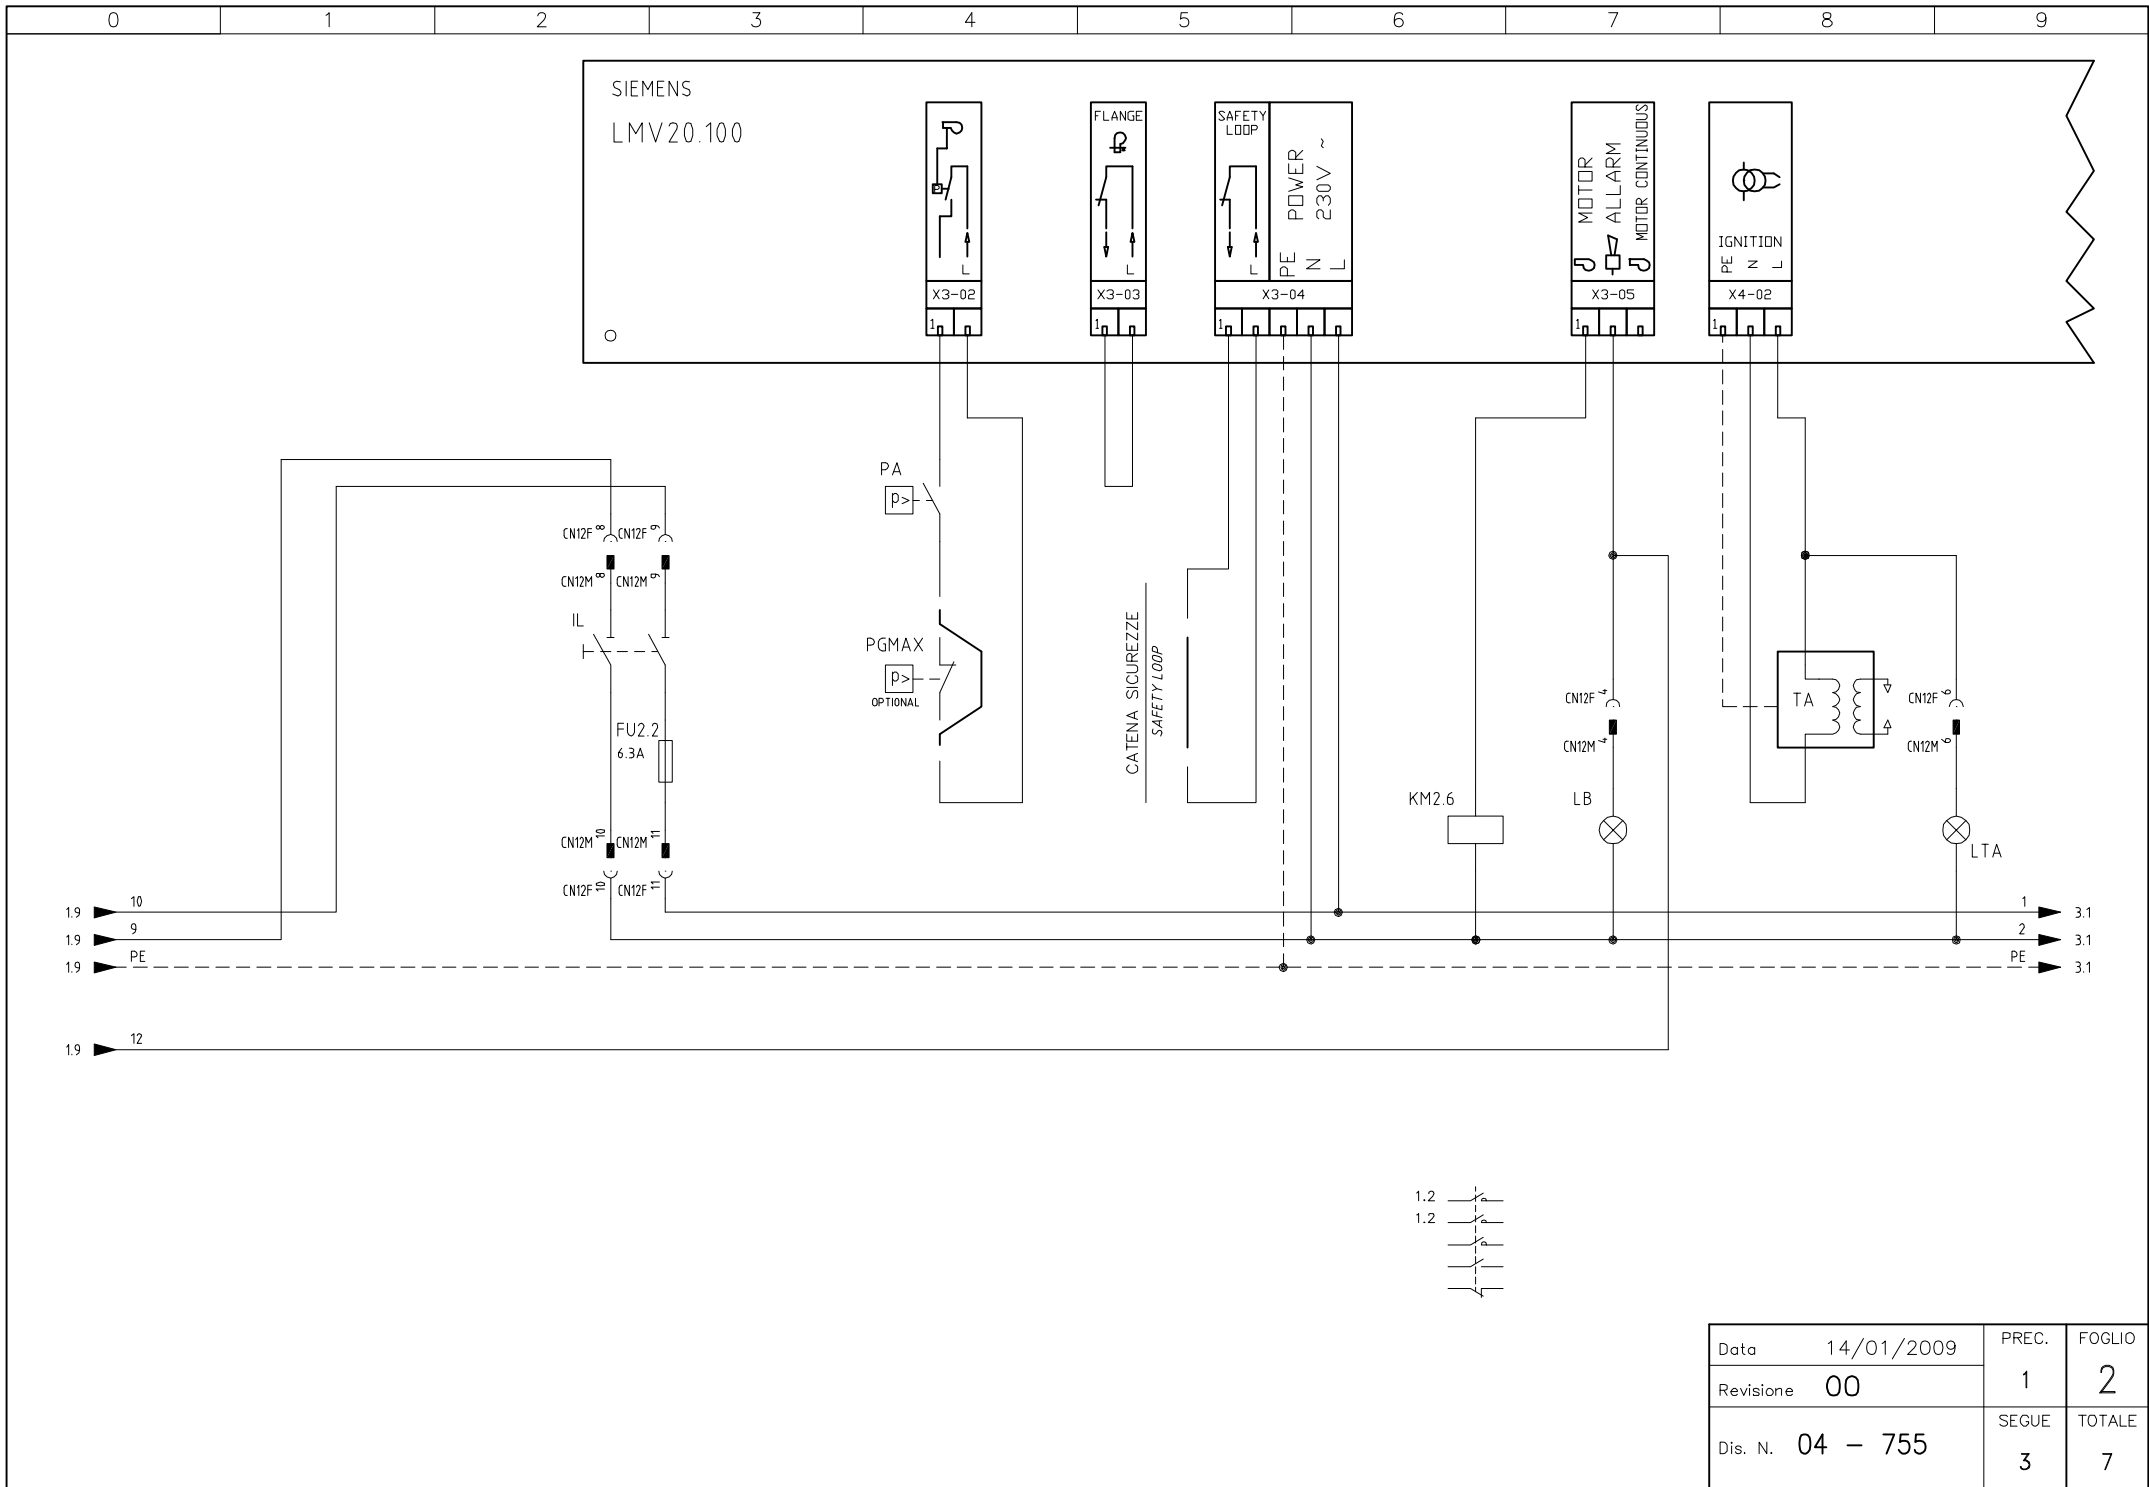 0 1 2 3 4 5 6 7 8 9
SIEMENS
LMV20.100
P
L
X3-02
1
FLANGE
L
X3-03
1
SAFETY
LOOP
L
POWER
230V ~
PE
N
L
X3-04
1
MOTOR
ALLARM
MOTOR CONTINUOUS
X3-05
1
IGNITION
PE
N
L
X4-02
1
PA
p>
CN12F 8 CN12F 9
CN12M 8 CN12M 9
IL
PGMAX
p>
OPTIONAL
CATENA SICUREZZE
SAFETY LOOP
FU2.2
6.3A
CN12F 4
CN12M 4
TA
CN12F 6
CN12M 6
KM2.6
LB
LTA
CN12M 10 CN12M 11
CN12F 10 CN12F 11
1.9 10 1 3.1
1.9 9 2 3.1
1.9 PE PE 3.1
1.9 12
1.2
1.2
Data 14/01/2009
PREC.
1
FOGLIO
2
Revisione 00
Dis. N. 04 - 755
SEGUE
3
TOTALE
7